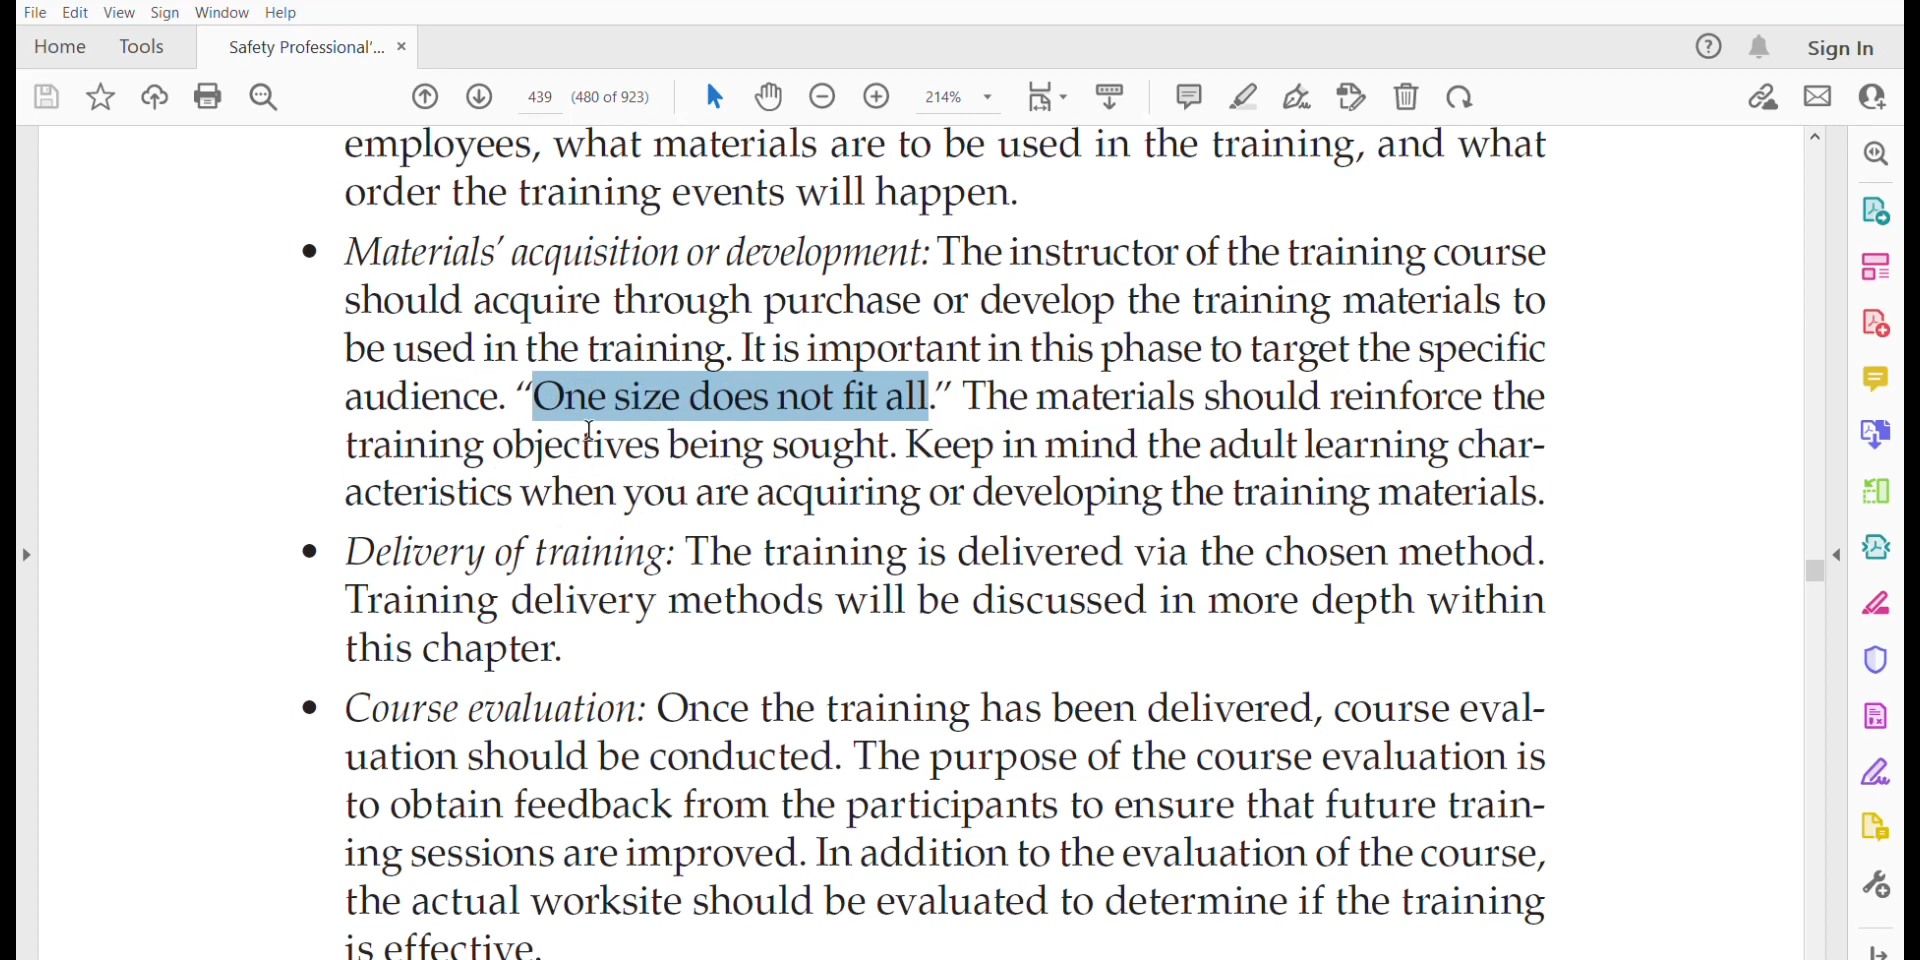 File Edit View Sign Window Help
Home Tools Safety Professional'... × Sign In
439 (480 of 923) 214%
employees, what materials are to be used in the training, and what
order the training events will happen.
• Materials' acquisition or development: The instructor of the training course
should acquire through purchase or develop the training materials to
be used in the training. It is important in this phase to target the specific
audience. “One size does not fit all.” The materials should reinforce the
training objectives being sought. Keep in mind the adult learning char-
acteristics when you are acquiring or developing the training materials.
• Delivery of training: The training is delivered via the chosen method.
Training delivery methods will be discussed in more depth within
this chapter.
• Course evaluation: Once the training has been delivered, course eval-
uation should be conducted. The purpose of the course evaluation is
to obtain feedback from the participants to ensure that future train-
ing sessions are improved. In addition to the evaluation of the course,
the actual worksite should be evaluated to determine if the training
is effective.